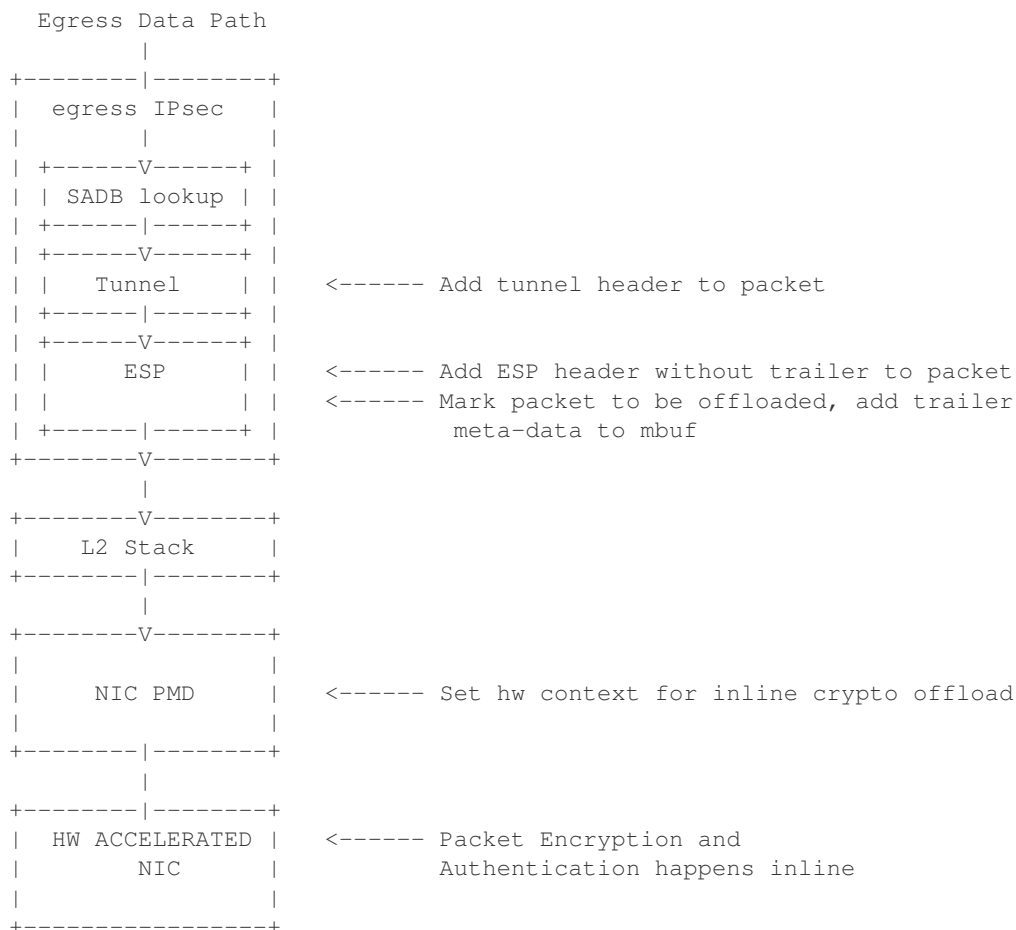 Egress Data Path
egress IPsec
SADB lookup
Tunnel <------ Add tunnel header to packet
ESP <------ Add ESP header without trailer to packet
<------ Mark packet to be offloaded, add trailer
meta-data to mbuf
L2 Stack
NIC PMD <------ Set hw context for inline crypto offload
HW ACCELERATED <------ Packet Encryption and
NIC Authentication happens inline